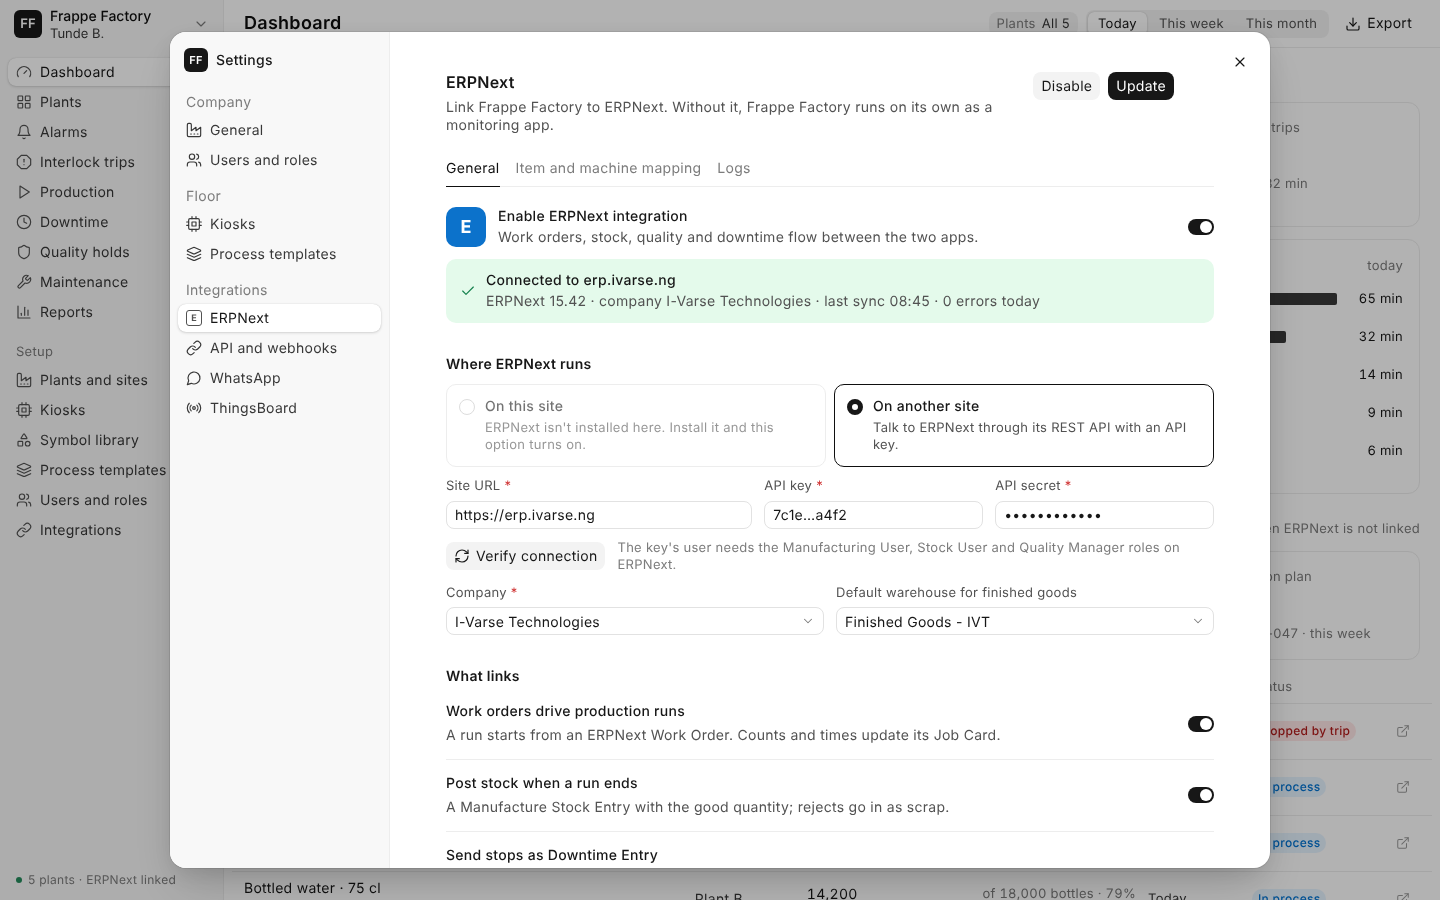 FF
Frappe Factory
Tunde B.
Dashboard
Plants
Alarms
Interlock trips
Production
Downtime
Quality holds
Maintenance
Reports
Setup
Plants and sites
Kiosks
Symbol library
Process templates
Users and roles
Integrations
5 plants · ERPNext linked
Dashboard
Plants All 5
Today
This week
This month
Export
FF
Settings
Company
General
Users and roles
Floor
Kiosks
Process templates
Integrations
E
ERPNext
API and webhooks
WhatsApp
ThingsBoard
ERPNext
Link Frappe Factory to ERPNext. Without it, Frappe Factory runs on its own as a
monitoring app.
Disable
Update
General
Item and machine mapping
Logs
E
Enable ERPNext integration
Work orders, stock, quality and downtime flow between the two apps.
Connected to erp.ivarse.ng
ERPNext 15.42 · company I-Varse Technologies · last sync 08:45 · 0 errors today
Where ERPNext runs
On this site
ERPNext isn't installed here. Install it and this
option turns on.
On another site
Talk to ERPNext through its REST API with an API
key.
Site URL *
https://erp.ivarse.ng
API key *
7c1e...a4f2
API secret *
••••••••••••
Verify connection
The key's user needs the Manufacturing User, Stock User and Quality Manager roles on
ERPNext.
Company *
I-Varse Technologies
Default warehouse for finished goods
Finished Goods - IVT
What links
Work orders drive production runs
A run starts from an ERPNext Work Order. Counts and times update its Job Card.
Post stock when a run ends
A Manufacture Stock Entry with the good quantity; rejects go in as scrap.
Send stops as Downtime Entry
trips
32 min
today
65 min
32 min
14 min
9 min
6 min
ERPNext is not linked
plan
-047 · this week
by trip
process
process
Bottled water · 75 cl
Plant B
14,200
of 18,000 bottles · 79%
Today
In process